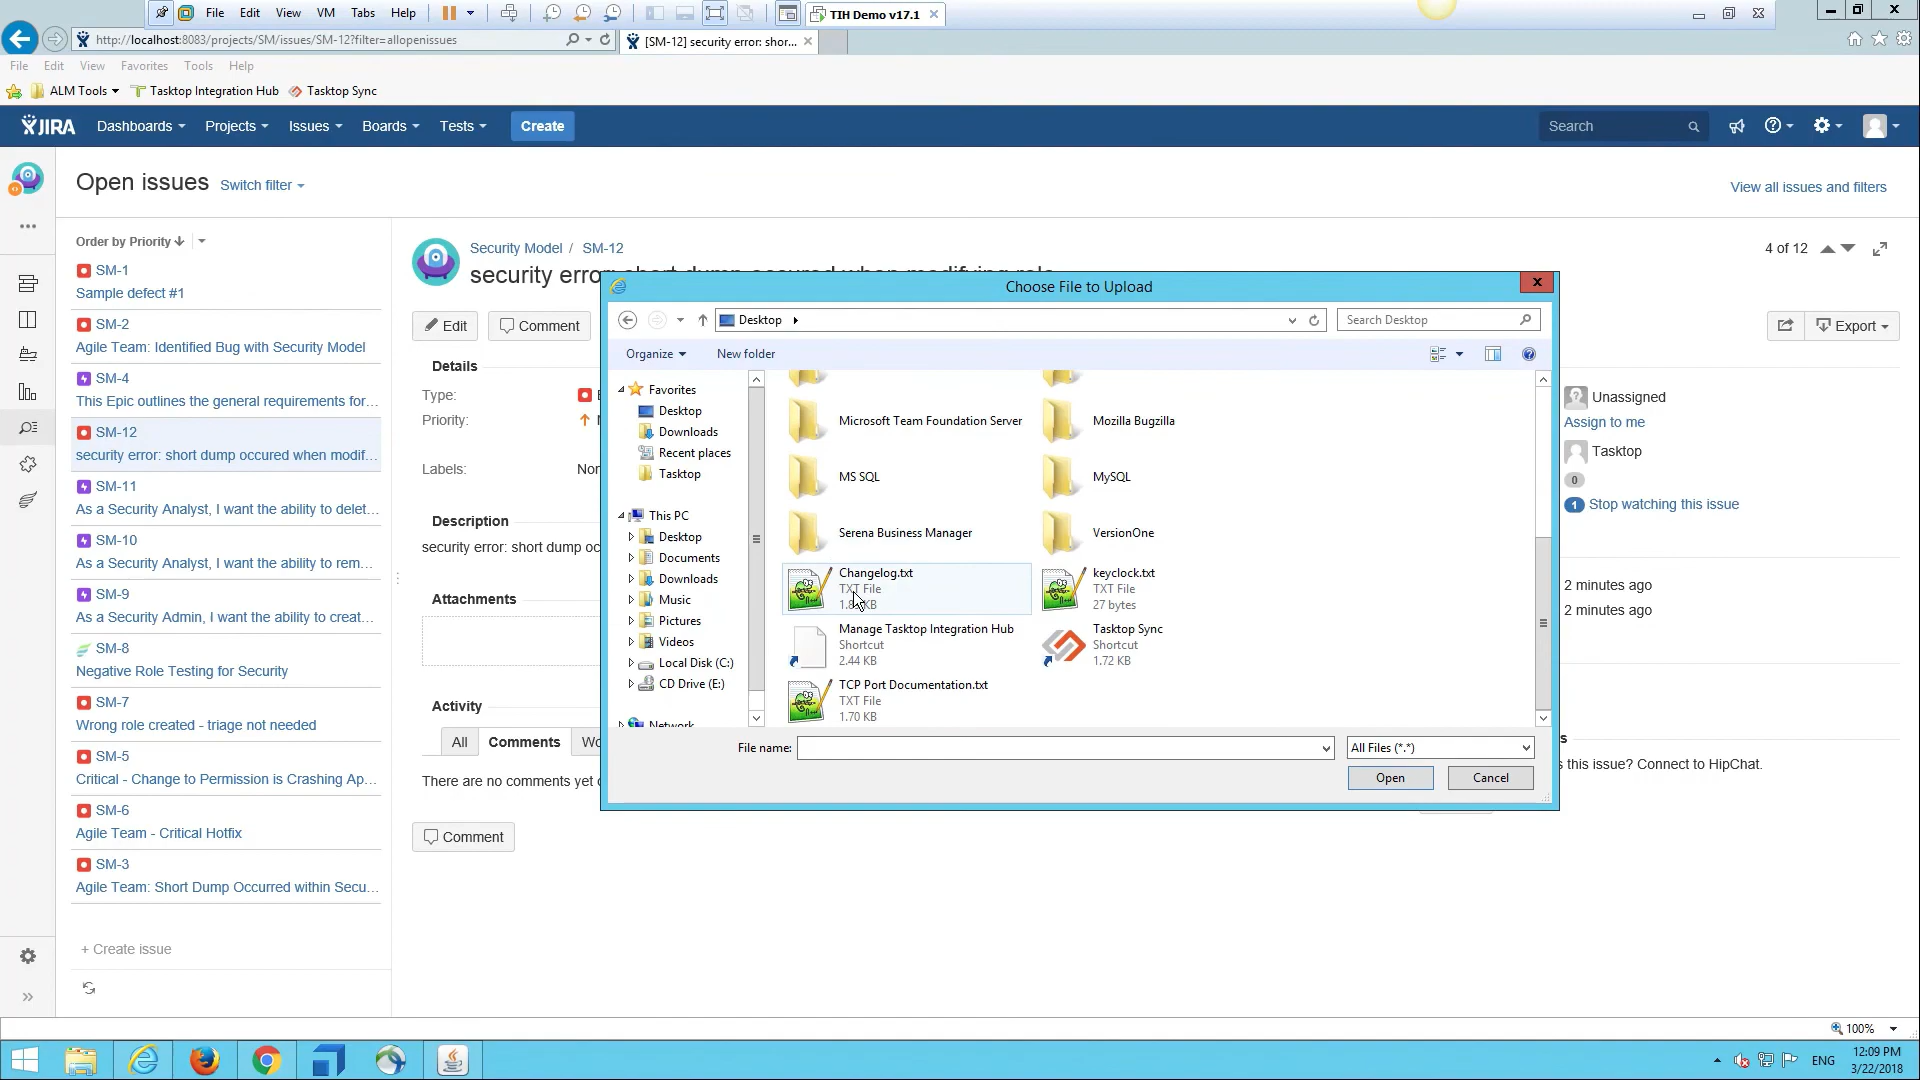 File Edit View VM Tabs Help TIH Demo v17.1
http://localhost:8083/projects/SM/issues/SM-12?filter=allopenissues
[SM-12] security error: shor...
File Edit View Favorites Tools Help
ALM Tools Tasktop Integration Hub Tasktop Sync
JIRA Dashboards Projects Issues Boards Tests Create Search
Open issues Switch filter
View all issues and filters
Order by Priority
SM-1
Sample defect #1
SM-2
Agile Team: Identified Bug with Security Model
SM-4
This Epic outlines the general requirements for...
SM-12
security error: short dump occured when modif...
SM-11
As a Security Analyst, I want the ability to delet...
SM-10
As a Security Analyst, I want the ability to rem...
SM-9
As a Security Admin, I want the ability to creat...
SM-8
Negative Role Testing for Security
SM-7
Wrong role created - triage not needed
SM-5
Critical - Change to Permission is Crashing Ap...
SM-6
Agile Team - Critical Hotfix
SM-3
Agile Team: Short Dump Occurred within Secu...
+ Create issue
Security Model / SM-12
4 of 12
security error
Edit
Comment
Export
Details
Type:
Priority:
Labels:
Description
security error: short dump oc
Attachments
Activity
All Comments
There are no comments yet
Comment
Choose File to Upload
x
Desktop
Search Desktop
Organize
New folder
Favorites
Desktop
Downloads
Recent places
Tasktop
This PC
Desktop
Documents
Downloads
Music
Pictures
Videos
Local Disk (C:)
CD Drive (E:)
Network
Microsoft Team Foundation Server
Mozilla Bugzilla
MS SQL
MySQL
Serena Business Manager
VersionOne
Changelog.txt
TXT File
keyclock.txt
TXT File
27 bytes
Manage Tasktop Integration Hub
Shortcut
2.44 KB
Tasktop Sync
Shortcut
1.72 KB
TCP Port Documentation.txt
TXT File
1.70 KB
File name:
All Files (*.*)
Open
Cancel
Unassigned
Assign to me
Tasktop
0
1 Stop watching this issue
2 minutes ago
2 minutes ago
this issue? Connect to HipChat.
100%
ENG
12:09 PM
3/22/2018